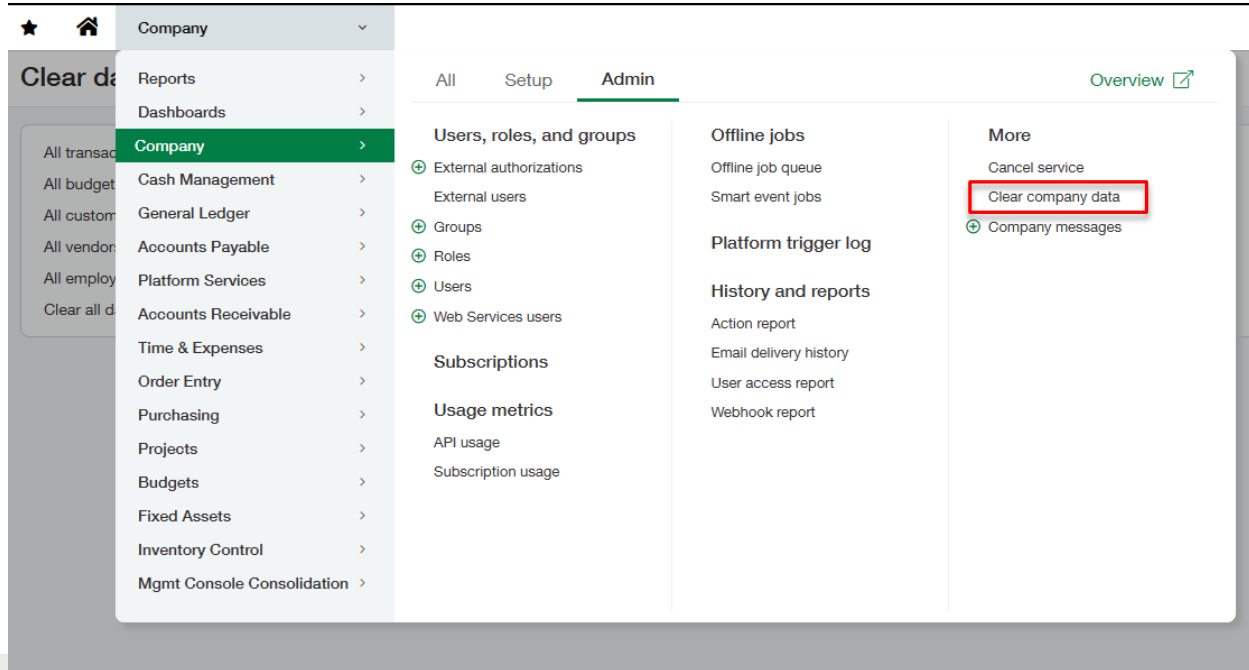 Company
Clear da
All transac
All budget
All custom
All vendor
All employ
Clear all d
Reports
Dashboards
Company
Cash Management
General Ledger
Accounts Payable
Platform Services
Accounts Receivable
Time & Expenses
Order Entry
Purchasing
Projects
Budgets
Fixed Assets
Inventory Control
Mgmt Console Consolidation
All Setup Admin
Overview
Users, roles, and groups
External authorizations
External users
Groups
Roles
Users
Web Services users
Subscriptions
Usage metrics
API usage
Subscription usage
Offline jobs
Offline job queue
Smart event jobs
Platform trigger log
History and reports
Action report
Email delivery history
User access report
Webhook report
More
Cancel service
Clear company data
Company messages